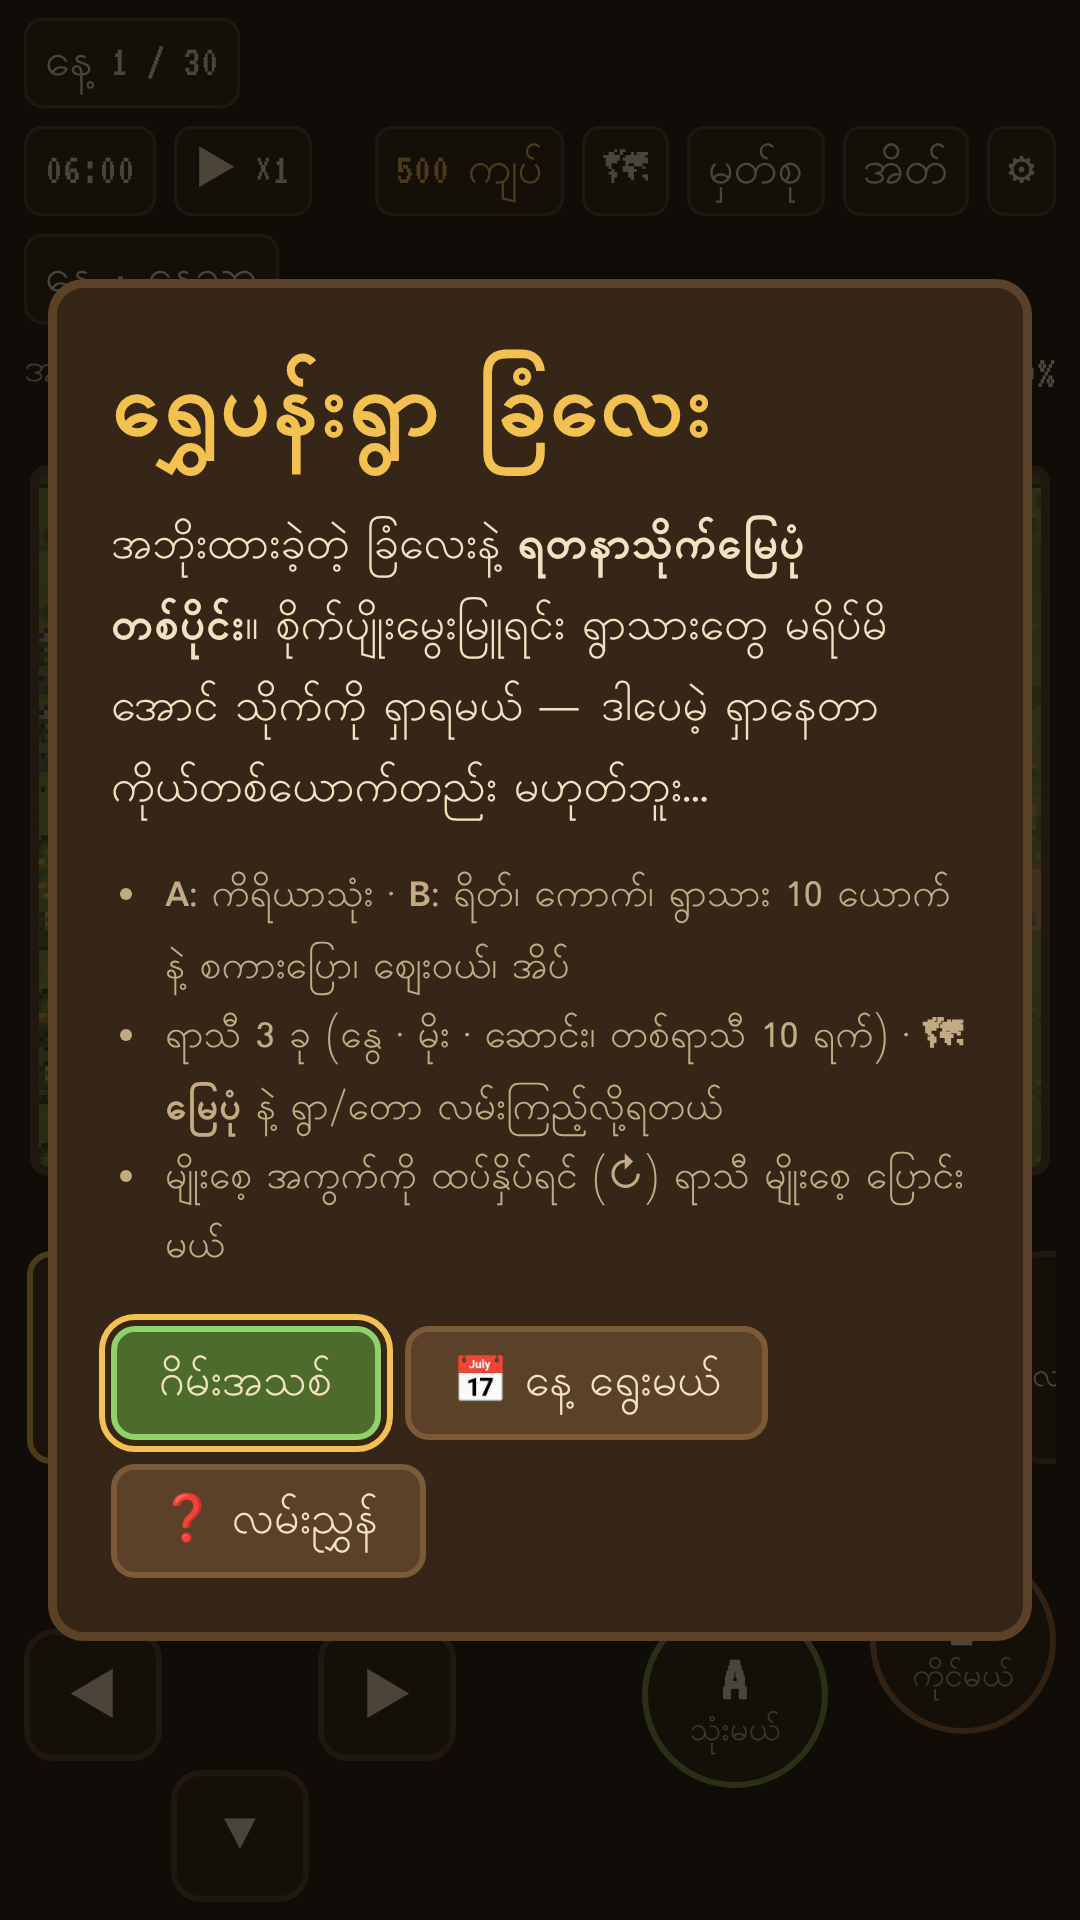 နေ့ 1 / 30
06:00 ▶ X1 500 ကျပ် မှတ်စု အိတ်
ရွှေပန်းရွာ ခြံလေး
အဘိုးထားခဲ့တဲ့ ခြံလေးနဲ့ ရတနာသိုက်မြေပုံ
တစ်ပိုင်း။ စိုက်ပျိုးမွေးမြူရင်း ရွာသားတွေ မရိပ်မိ
အောင် သိုက်ကို ရှာရမယ် — ဒါပေမဲ့ ရှာနေတာ
ကိုယ်တစ်ယောက်တည်း မဟုတ်ဘူး...
• A: ကိရိယာသုံး · B: ရိတ်၊ ကောက်၊ ရွာသား 10 ယောက်
နဲ့ စကားပြော၊ ဈေးဝယ်၊ အိပ်
• ရာသီ 3 ခု (နွေ · မိုး · ဆောင်း၊ တစ်ရာသီ 10 ရက်) · 🗺
မြေပုံ နဲ့ ရွာ/တော လမ်းကြည့်လို့ရတယ်
• မျိုးစေ့ အကွက်ကို ထပ်နှိပ်ရင် (↻) ရာသီ မျိုးစေ့ ပြောင်း
မယ်
ဂိမ်းအသစ်
July 17 နေ့ ရွေးမယ်
❓ လမ်းညွှန်
A
သုံးမယ်
ကိုင်မယ်